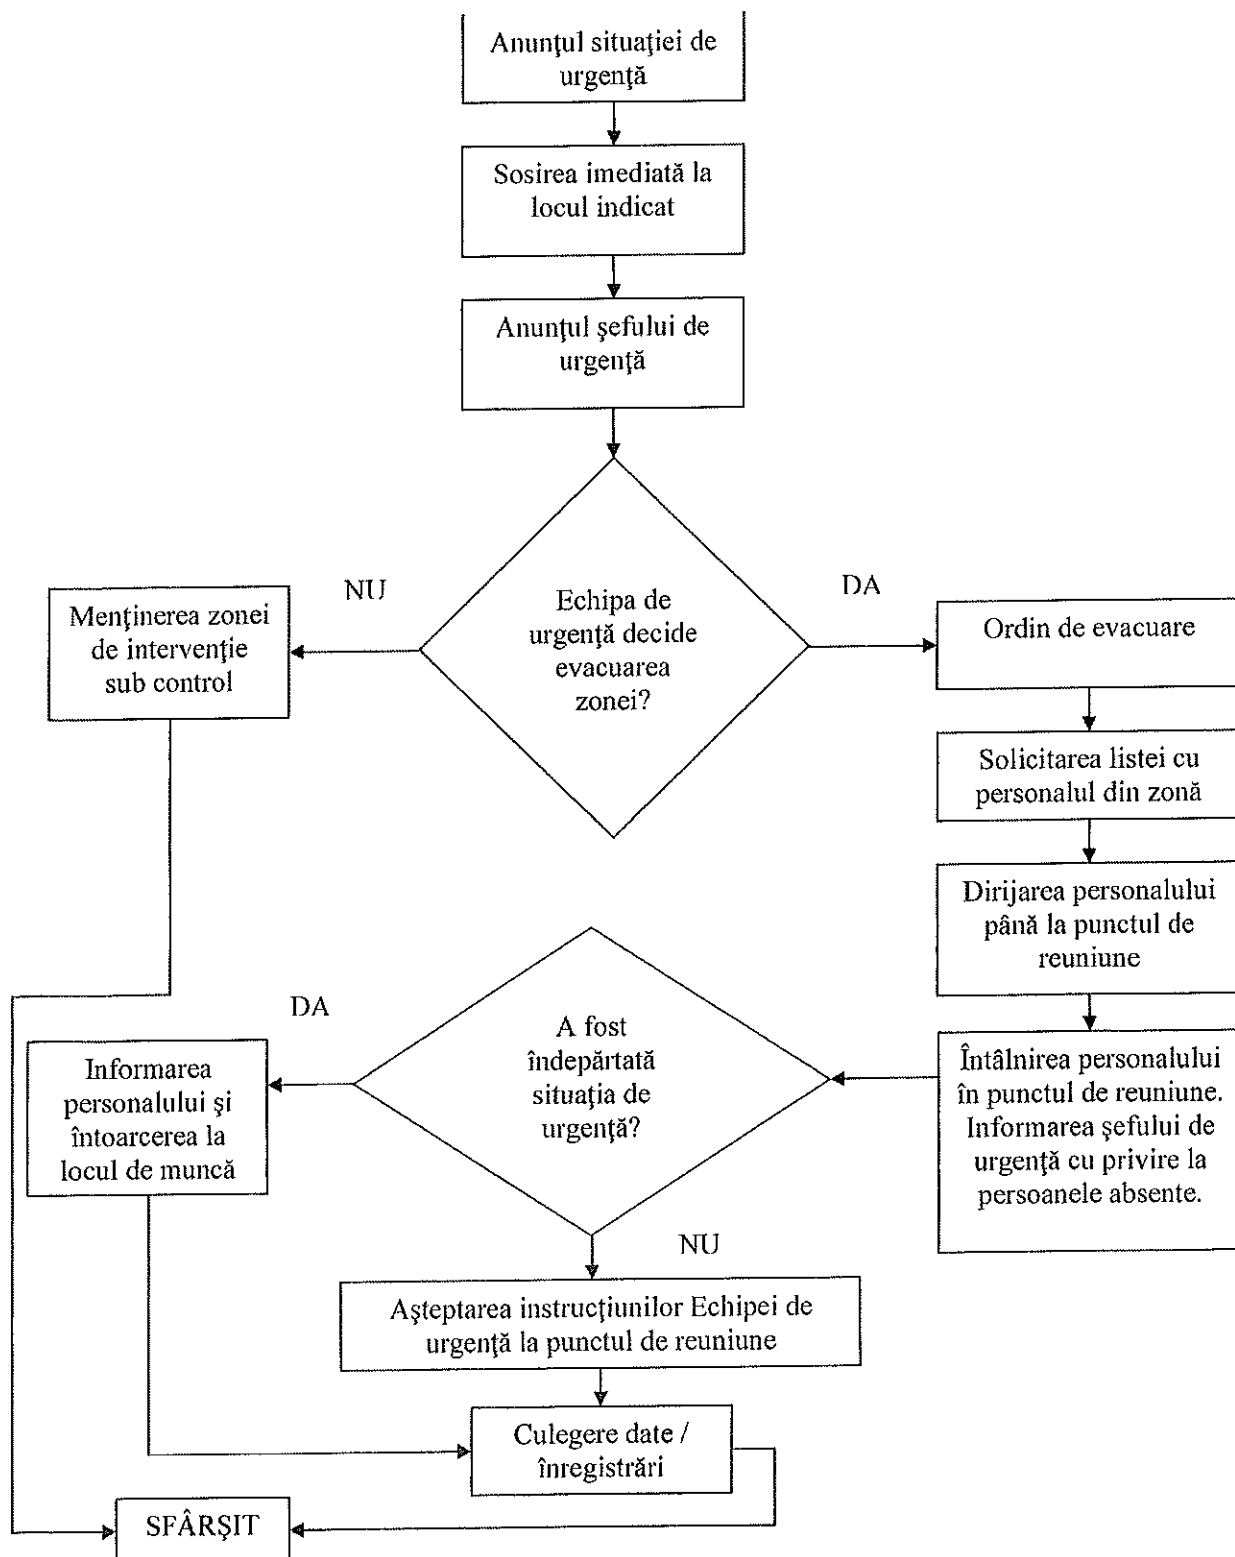 Anunţul situaţiei de
urgenţă
Sosirea imediată la
locul indicat
Anunţul şefului de
urgenţă
Echipa de
urgenţă decide
evacuarea
zonei?
NU
DA
Menţinerea zonei
de intervenţie
sub control
Ordin de evacuare
Solicitarea listei cu
personalul din zonă
Dirijarea personalului
până la punctul de
reuniune
Întâlnirea personalului
în punctul de reuniune.
Informarea şefului de
urgenţă cu privire la
persoanele absente.
A fost
îndepărtată
situaţia de
urgenţă?
DA
Informarea
personalului şi
întoarcerea la
locul de muncă
NU
Aşteptarea instrucţiunilor Echipei de
urgenţă la punctul de reuniune
Culegere date /
înregistrări
SFÂRŞIT